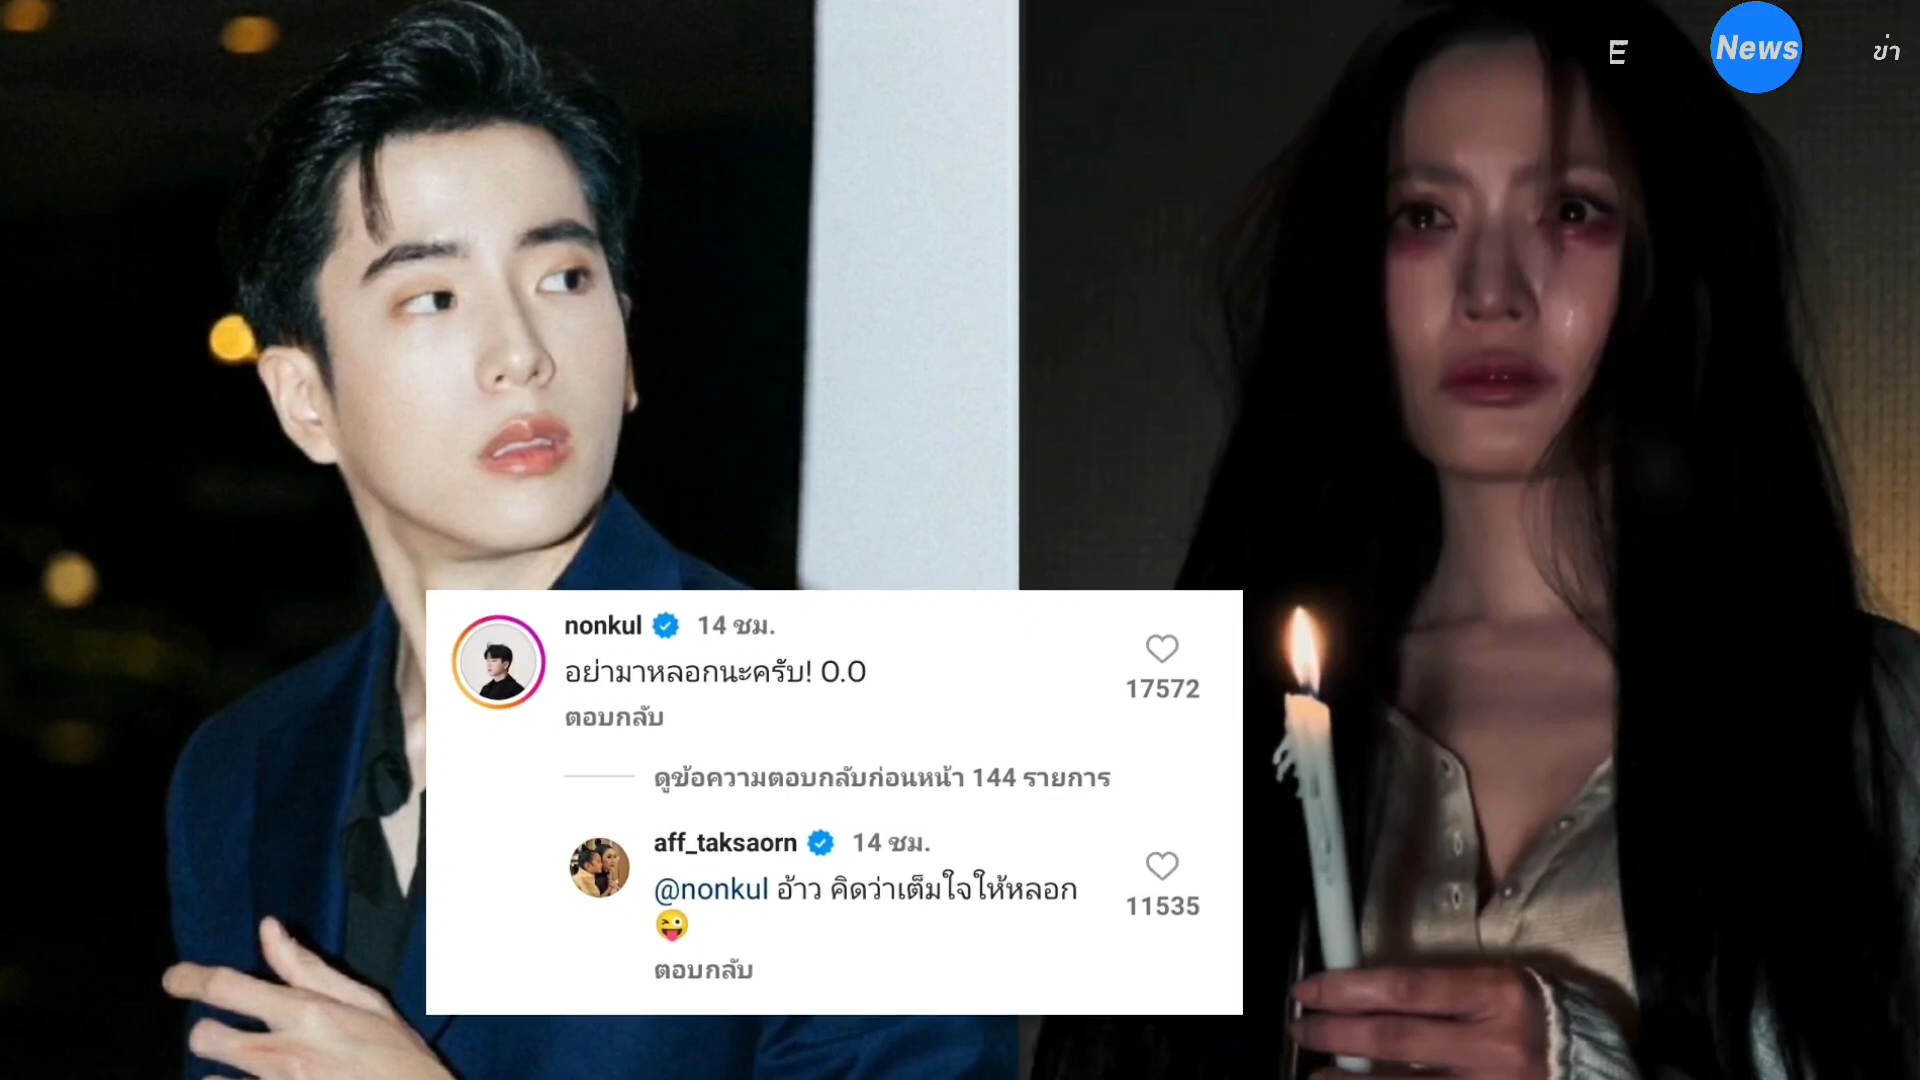 E
News
ข่า
nonkul 14 ชม.
อย่ามาหลอกนะครับ! 0.0
17572
ตอบกลับ
ดูข้อความตอบกลับก่อนหน้า 144 รายการ
aff_taksaorn 14 ชม.
@nonkul อ้าว คิดว่าเต็มใจให้หลอก
😜
11535
ตอบกลับ